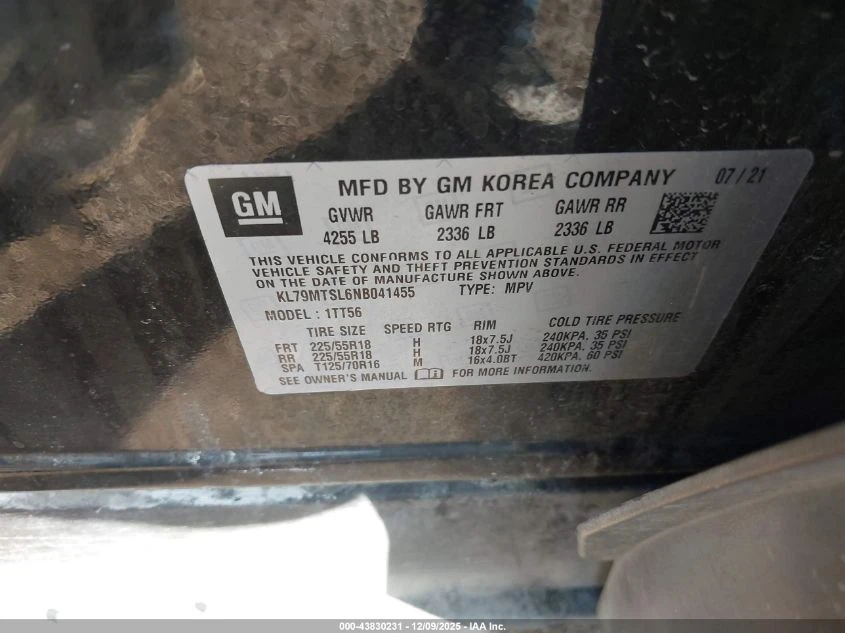 GM
MFD BY GM KOREA COMPANY 07 / 21
GVWR GAWR FRT GAWR RR
4255 LB 2336 LB 2336 LB
THIS VEHICLE CONFORMS TO ALL APPLICABLE U.S. FEDERAL MOTOR
VEHICLE SAFETY AND THEFT PREVENTION STANDARDS IN EFFECT
ON THE DATE OF MANUFACTURE SHOWN ABOVE.
KL79MTSL6NB041455 TYPE: MPV
MODEL : 1TT56
TIRE SIZE SPEED RTG RIM COLD TIRE PRESSURE
FRT 225/55R18 H 18x7.5J 240KPA, 35 PSI
RR 225/55R18 H 18x7.5J 240KPA, 35 PSI
SPA T125/70R16 M 16x4.0BT 420KPA, 60 PSI
SEE OWNER'S MANUAL FOR MORE INFORMATION.
000-43830231 - 12/09/2025 - IAA Inc.